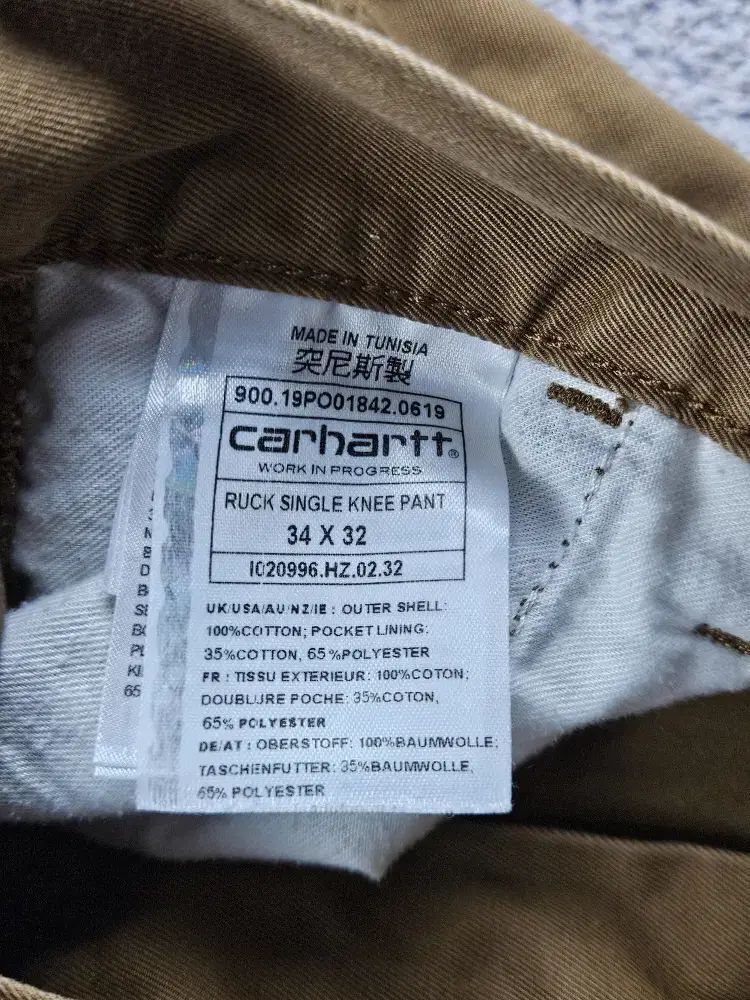 MADE IN TUNISIA
突尼斯製
900.19PO01842.0619
carhartt®
WORK IN PROGRESS
RUCK SINGLE KNEE PANT
34 X 32
I020996.HZ.02.32
UK/USA/AU/NZ/IE : OUTER SHELL:
100%COTTON; POCKET LINING:
35%COTTON, 65%POLYESTER
FR : TISSU EXTERIEUR: 100%COTON;
DOUBLURE POCHE: 35%COTON,
65% POLYESTER
DE/AT : OBERSTOFF: 100%BAUMWOLLE;
TASCHENFUTTER: 35%BAUMWOLLE,
65% POLYESTER
65